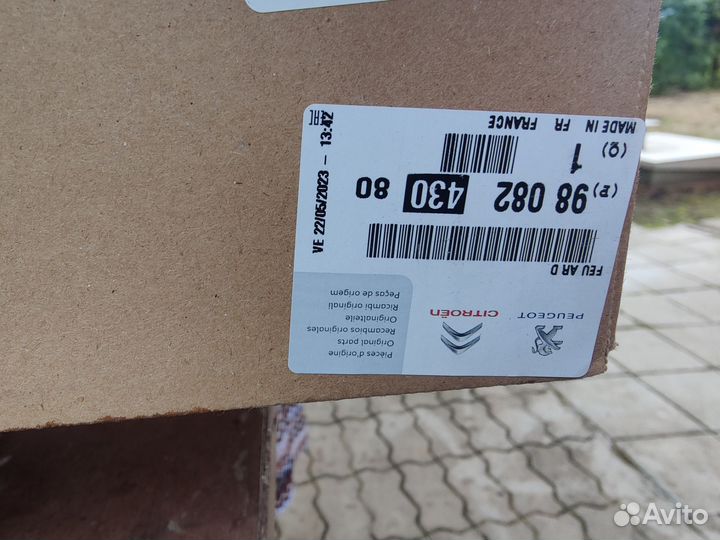 PEUGEOT
CITROËN
Pièces d'origine
Original parts
Recambios originales
Originalteile
Ricambi originali
Peças de origem
FEU AR D
(P) 98 082 430 80
(Q) 1
MADE IN FR FRANCE
VE 22/05/2023 - 13:42
EAC
Avito